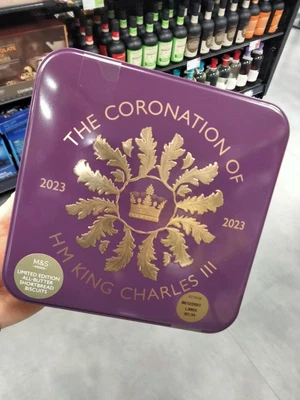 THE CORONATION OF
2023
2023
HM KING CHARLES III
M&S
LIMITED EDITION
ALL-BUTTER
SHORTBREAD
BISCUITS